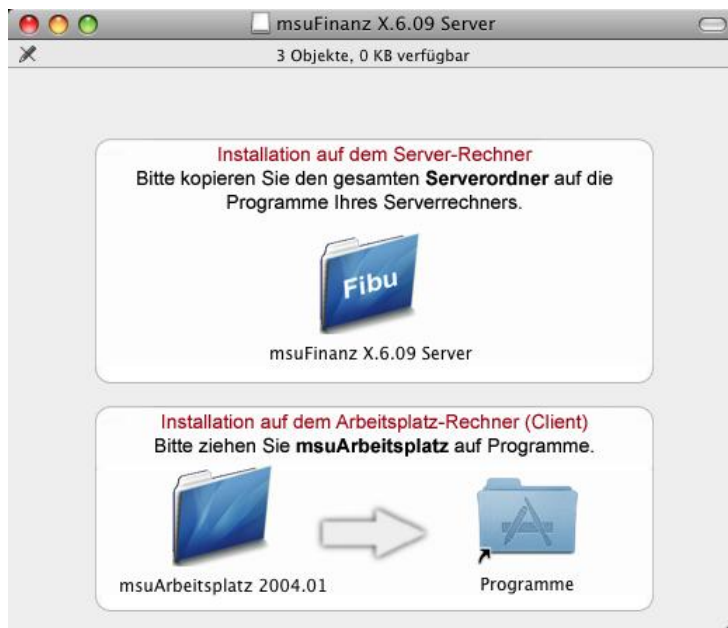 msuFinanz X.6.09 Server
3 Objekte, 0 KB verfügbar
Installation auf dem Server-Rechner
Bitte kopieren Sie den gesamten Serverordner auf die
Programme Ihres Serverrechners.
Fibu
msuFinanz X.6.09 Server
Installation auf dem Arbeitsplatz-Rechner (Client)
Bitte ziehen Sie msuArbeitsplatz auf Programme.
msuArbeitsplatz 2004.01
Programme